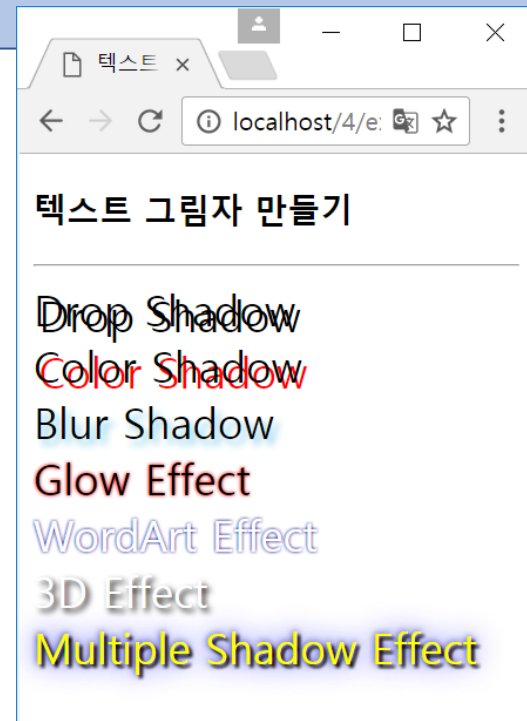 텍스트
localhost/4/e
텍스트 그림자 만들기
Drop Shadow
Color Shadow
Blur Shadow
Glow Effect
WordArt Effect
3D Effect
Multiple Shadow Effect